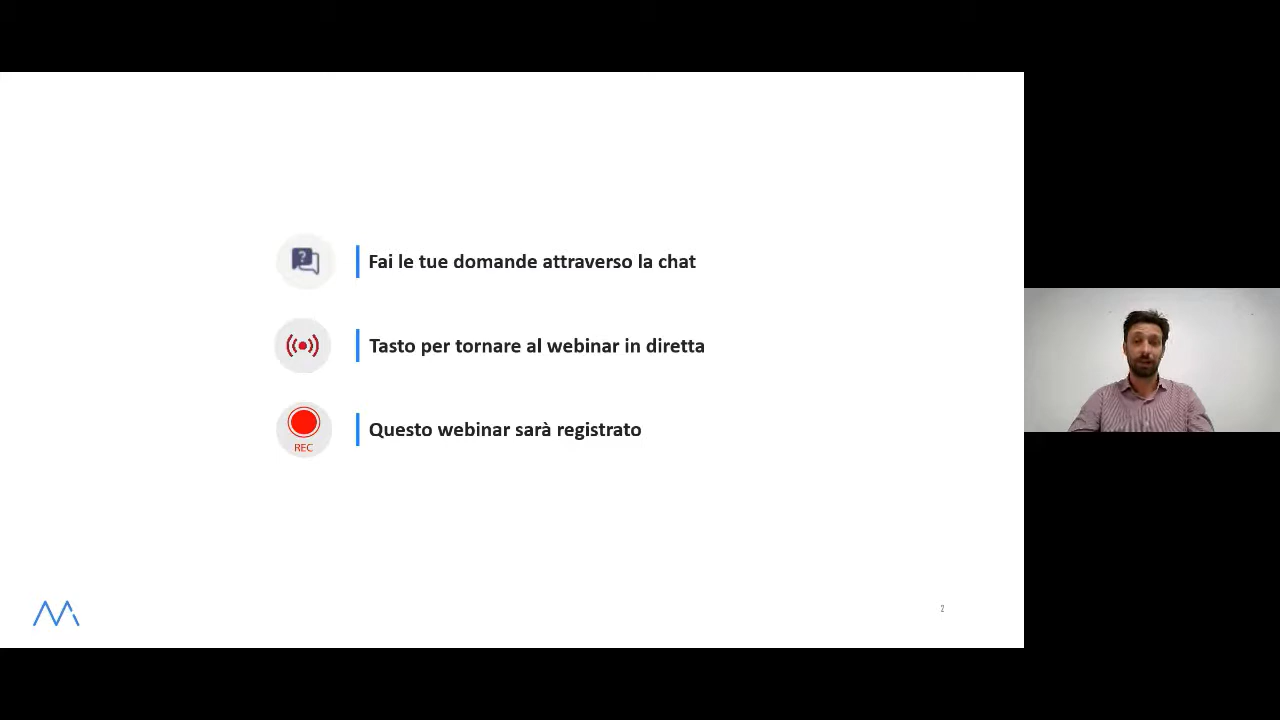 Fai le tue domande attraverso la chat
Tasto per tornare al webinar in diretta
REC
Questo webinar sarà registrato
2